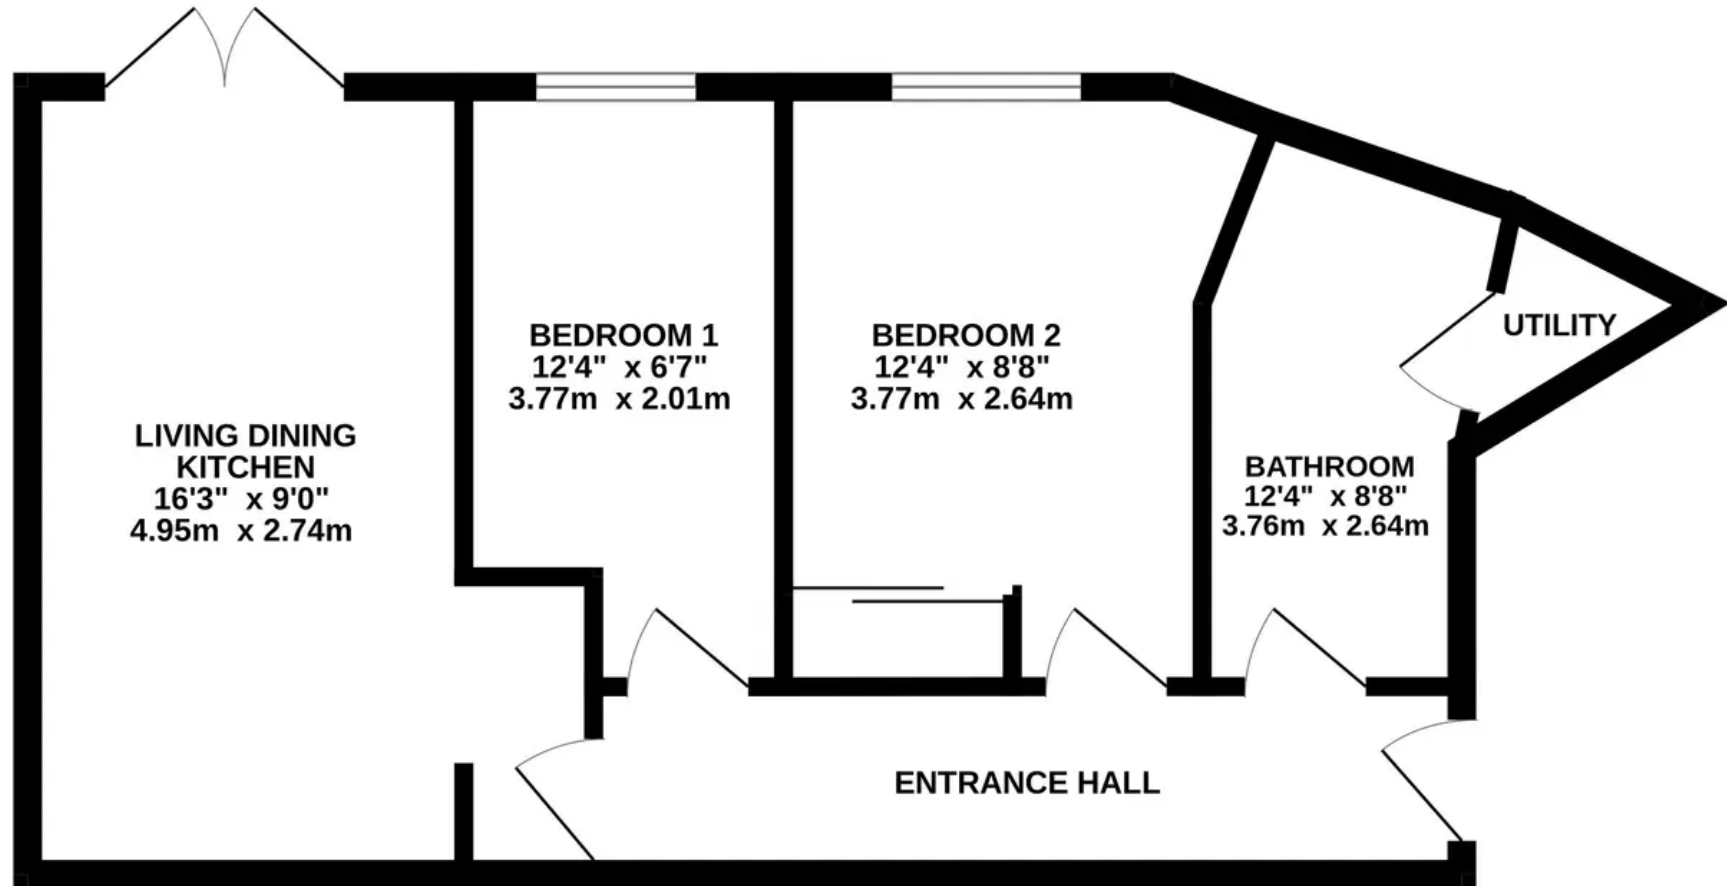 LIVING DINING
KITCHEN
16'3" x 9'0"
4.95m x 2.74m
BEDROOM 1
12'4" x 6'7"
3.77m x 2.01m
BEDROOM 2
12'4" x 8'8"
3.77m x 2.64m
BATHROOM
12'4" x 8'8"
3.76m x 2.64m
UTILITY
ENTRANCE HALL